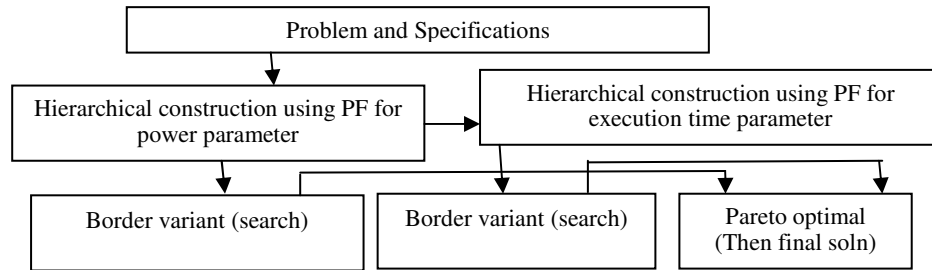 Problem and Specifications
Hierarchical construction using PF for
power parameter
Hierarchical construction using PF for
execution time parameter
Border variant (search)
Border variant (search)
Pareto optimal
(Then final soln)